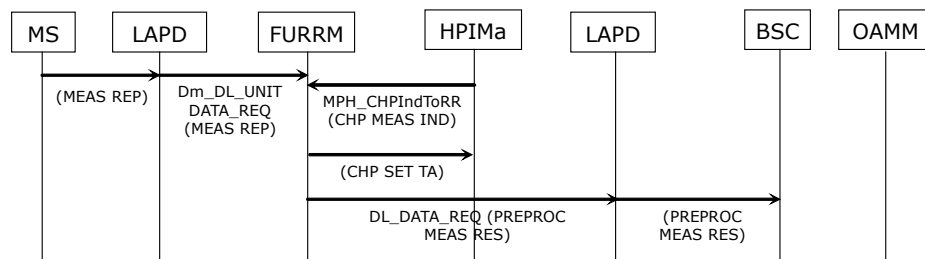 MS
LAPD
FURRM
HPIMa
LAPD
BSC
OAMM
(MEAS REP)
Dm_DL_UNIT
DATA_REQ
(MEAS REP)
MPH_CHPIndToRR
(CHP MEAS IND)
(CHP SET TA)
DL_DATA_REQ (PREPROC
MEAS RES)
(PREPROC
MEAS RES)